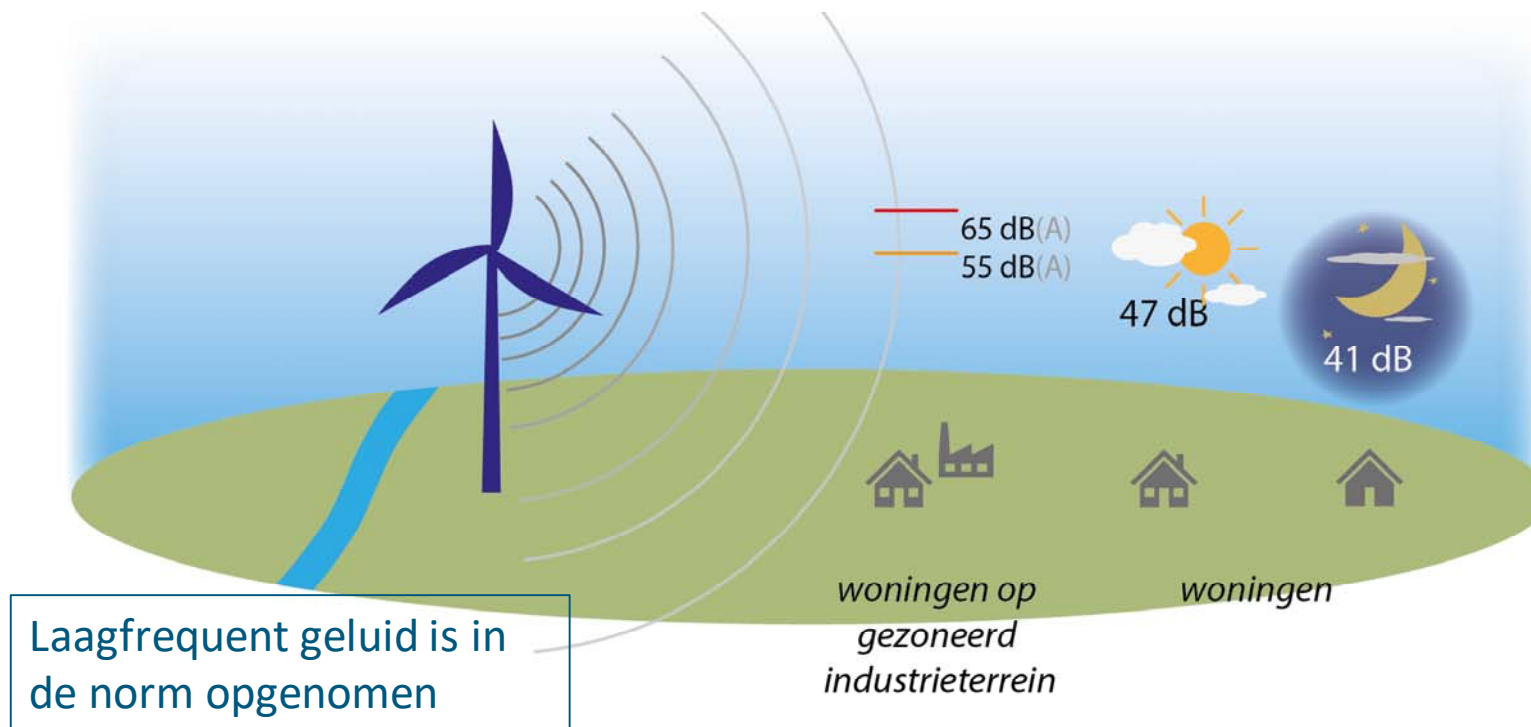 65 dB(A)
55 dB(A)
47 dB
41 dB
woningen op
gezoneerd
industrieterrein
woningen
Laagfrequent geluid is in
de norm opgenomen